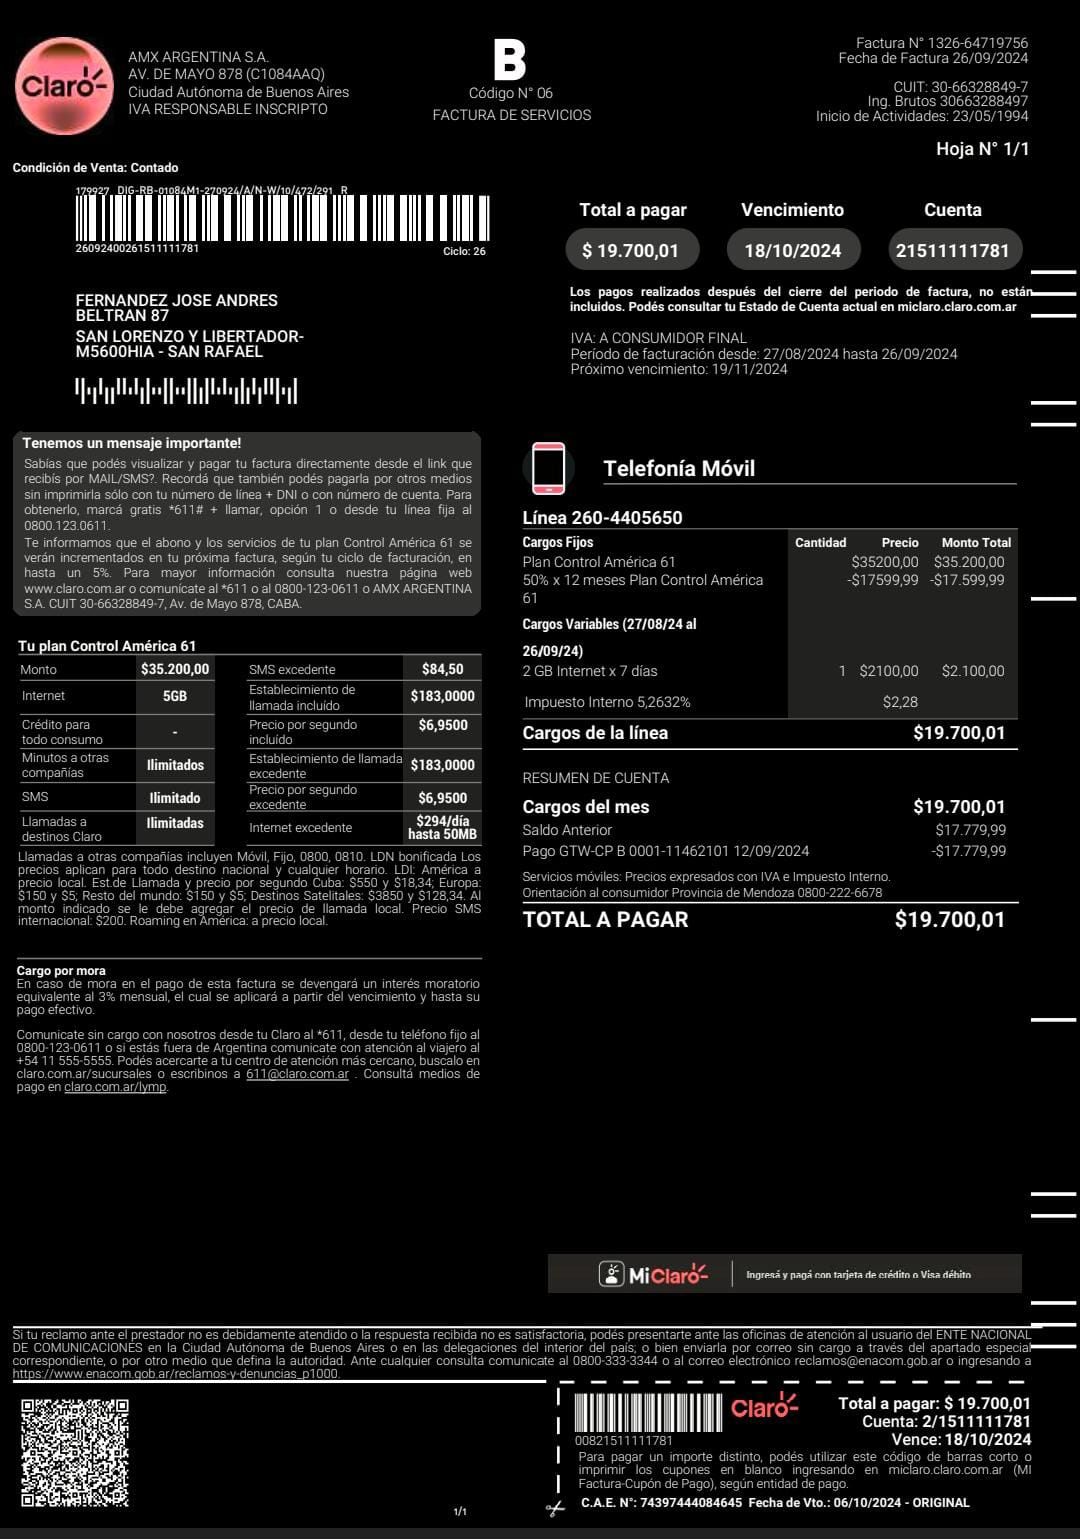 Claro
AMX ARGENTINA S.A.
AV. DE MAYO 878 (C1084AAQ)
Ciudad Autónoma de Buenos Aires
IVA RESPONSABLE INSCRIPTO
B
Código N° 06
FACTURA DE SERVICIOS
Factura N° 1326-64719756
Fecha de Factura 26/09/2024
CUIT: 30-66328849-7
Ing. Brutos 30663288497
Inicio de Actividades: 23/05/1994
Hoja N° 1/1
Condición de Venta: Contado
179927 DIG-RB-01084M1-270924/A/N-W/10/472/291 R
26092400261511111781
Ciclo: 26
Total a pagar Vencimiento Cuenta
$ 19.700,01 18/10/2024 21511111781
Los pagos realizados después del cierre del periodo de factura, no están
incluidos. Podés consultar tu Estado de Cuenta actual en miclaro.claro.com.ar
FERNANDEZ JOSE ANDRES
BELTRAN 87
SAN LORENZO Y LIBERTADOR-
M5600HIA - SAN RAFAEL
IVA: A CONSUMIDOR FINAL
Período de facturación desde: 27/08/2024 hasta 26/09/2024
Próximo vencimiento: 19/11/2024
Tenemos un mensaje importante!
Sabías que podés visualizar y pagar tu factura directamente desde el link que
recibís por MAIL/SMS?. Recordá que también podés pagarla por otros medios
sin imprimirla sólo con tu número de línea + DNI o con número de cuenta. Para
obtenerlo, marcá gratis *611# + llamar, opción 1 o desde tu línea fija al
0800.123.0611.
Te informamos que el abono y los servicios de tu plan Control América 61 se
verán incrementados en tu próxima factura, según tu ciclo de facturación, en
hasta un 5%. Para mayor información consulta nuestra página web
www.claro.com.ar o comunícate al *611 o al 0800-123-0611 o AMX ARGENTINA
S.A. CUIT 30-66328849-7, Av. de Mayo 878, CABA.
Tu plan Control América 61
Monto $35.200,00 SMS excedente $84,50
Internet 5GB Establecimiento de
llamada incluído $183,0000
Crédito para
todo consumo - Precio por segundo
incluído $6,9500
Minutos a otras
compañías Ilimitados Establecimiento de llamada
excedente $183,0000
SMS Ilimitado Precio por segundo
excedente $6,9500
Llamadas a
destinos Claro Ilimitadas Internet excedente $294/día
hasta 50MB
Llamadas a otras compañías incluyen Móvil, Fijo, 0800, 0810. LDN bonificada Los
precios aplican para todo destino nacional y cualquier horario. LDI: América a
precio local. Est.de Llamada y precio por segundo Cuba: $550 y $18,34; Europa:
$150 y $5; Resto del mundo: $150 y $5; Destinos Satelitales: $3850 y $128,34. Al
monto indicado se le debe agregar el precio de llamada local. Precio SMS
internacional: $200. Roaming en América: a precio local.
Cargo por mora
En caso de mora en el pago de esta factura se devengará un interés moratorio
equivalente al 3% mensual, el cual se aplicará a partir del vencimiento y hasta su
pago efectivo.
Comunicate sin cargo con nosotros desde tu Claro al *611, desde tu teléfono fijo al
0800-123-0611 o si estás fuera de Argentina comunicate con atención al viajero al
+54 11 555-5555. Podés acercarte a tu centro de atención más cercano, buscalo en
claro.com.ar/sucursales o escribinos a 611@claro.com.ar . Consultá medios de
pago en claro.com.ar/lymp.
Telefonía Móvil
Línea 260-4405650
Cargos Fijos Cantidad Precio Monto Total
Plan Control América 61 $35200,00 $35.200,00
50% x 12 meses Plan Control América -$17599,99 -$17.599,99
61
Cargos Variables (27/08/24 al
26/09/24)
2 GB Internet x 7 días 1 $2100,00 $2.100,00
Impuesto Interno 5,2632% $2,28
Cargos de la línea $19.700,01
RESUMEN DE CUENTA
Cargos del mes $19.700,01
Saldo Anterior $17.779,99
Pago GTW-CP B 0001-11462101 12/09/2024 -$17.779,99
Servicios móviles: Precios expresados con IVA e Impuesto Interno.
Orientación al consumidor Provincia de Mendoza 0800-222-6678
TOTAL A PAGAR $19.700,01
MiClaro Ingresá y pagá con tarjeta de crédito o Visa débito
Si tu reclamo ante el prestador no es debidamente atendido o la respuesta recibida no es satisfactoria, podés presentarte ante las oficinas de atención al usuario del ENTE NACIONAL
DE COMUNICACIONES en la Ciudad Autónoma de Buenos Aires o en las delegaciones del interior del país; o bien enviarla por correo sin cargo a través del apartado especial
correspondiente, o por otro medio que defina la autoridad. Ante cualquier consulta comunicate al 0800-333-3344 o al correo electrónico reclamos@enacom.gob.ar o ingresando a
https://www.enacom.gob.ar/reclamos-y-denuncias_p1000.
Claro
00821511111781
Total a pagar: $ 19.700,01
Cuenta: 2/1511111781
Vence: 18/10/2024
Para pagar un importe distinto, podés utilizar este código de barras corto o
imprimir los cupones en blanco ingresando en miclaro.claro.com.ar (MI
Factura-Cupón de Pago), según entidad de pago.
C.A.E. N°: 74397444084645 Fecha de Vto.: 06/10/2024 - ORIGINAL
1/1